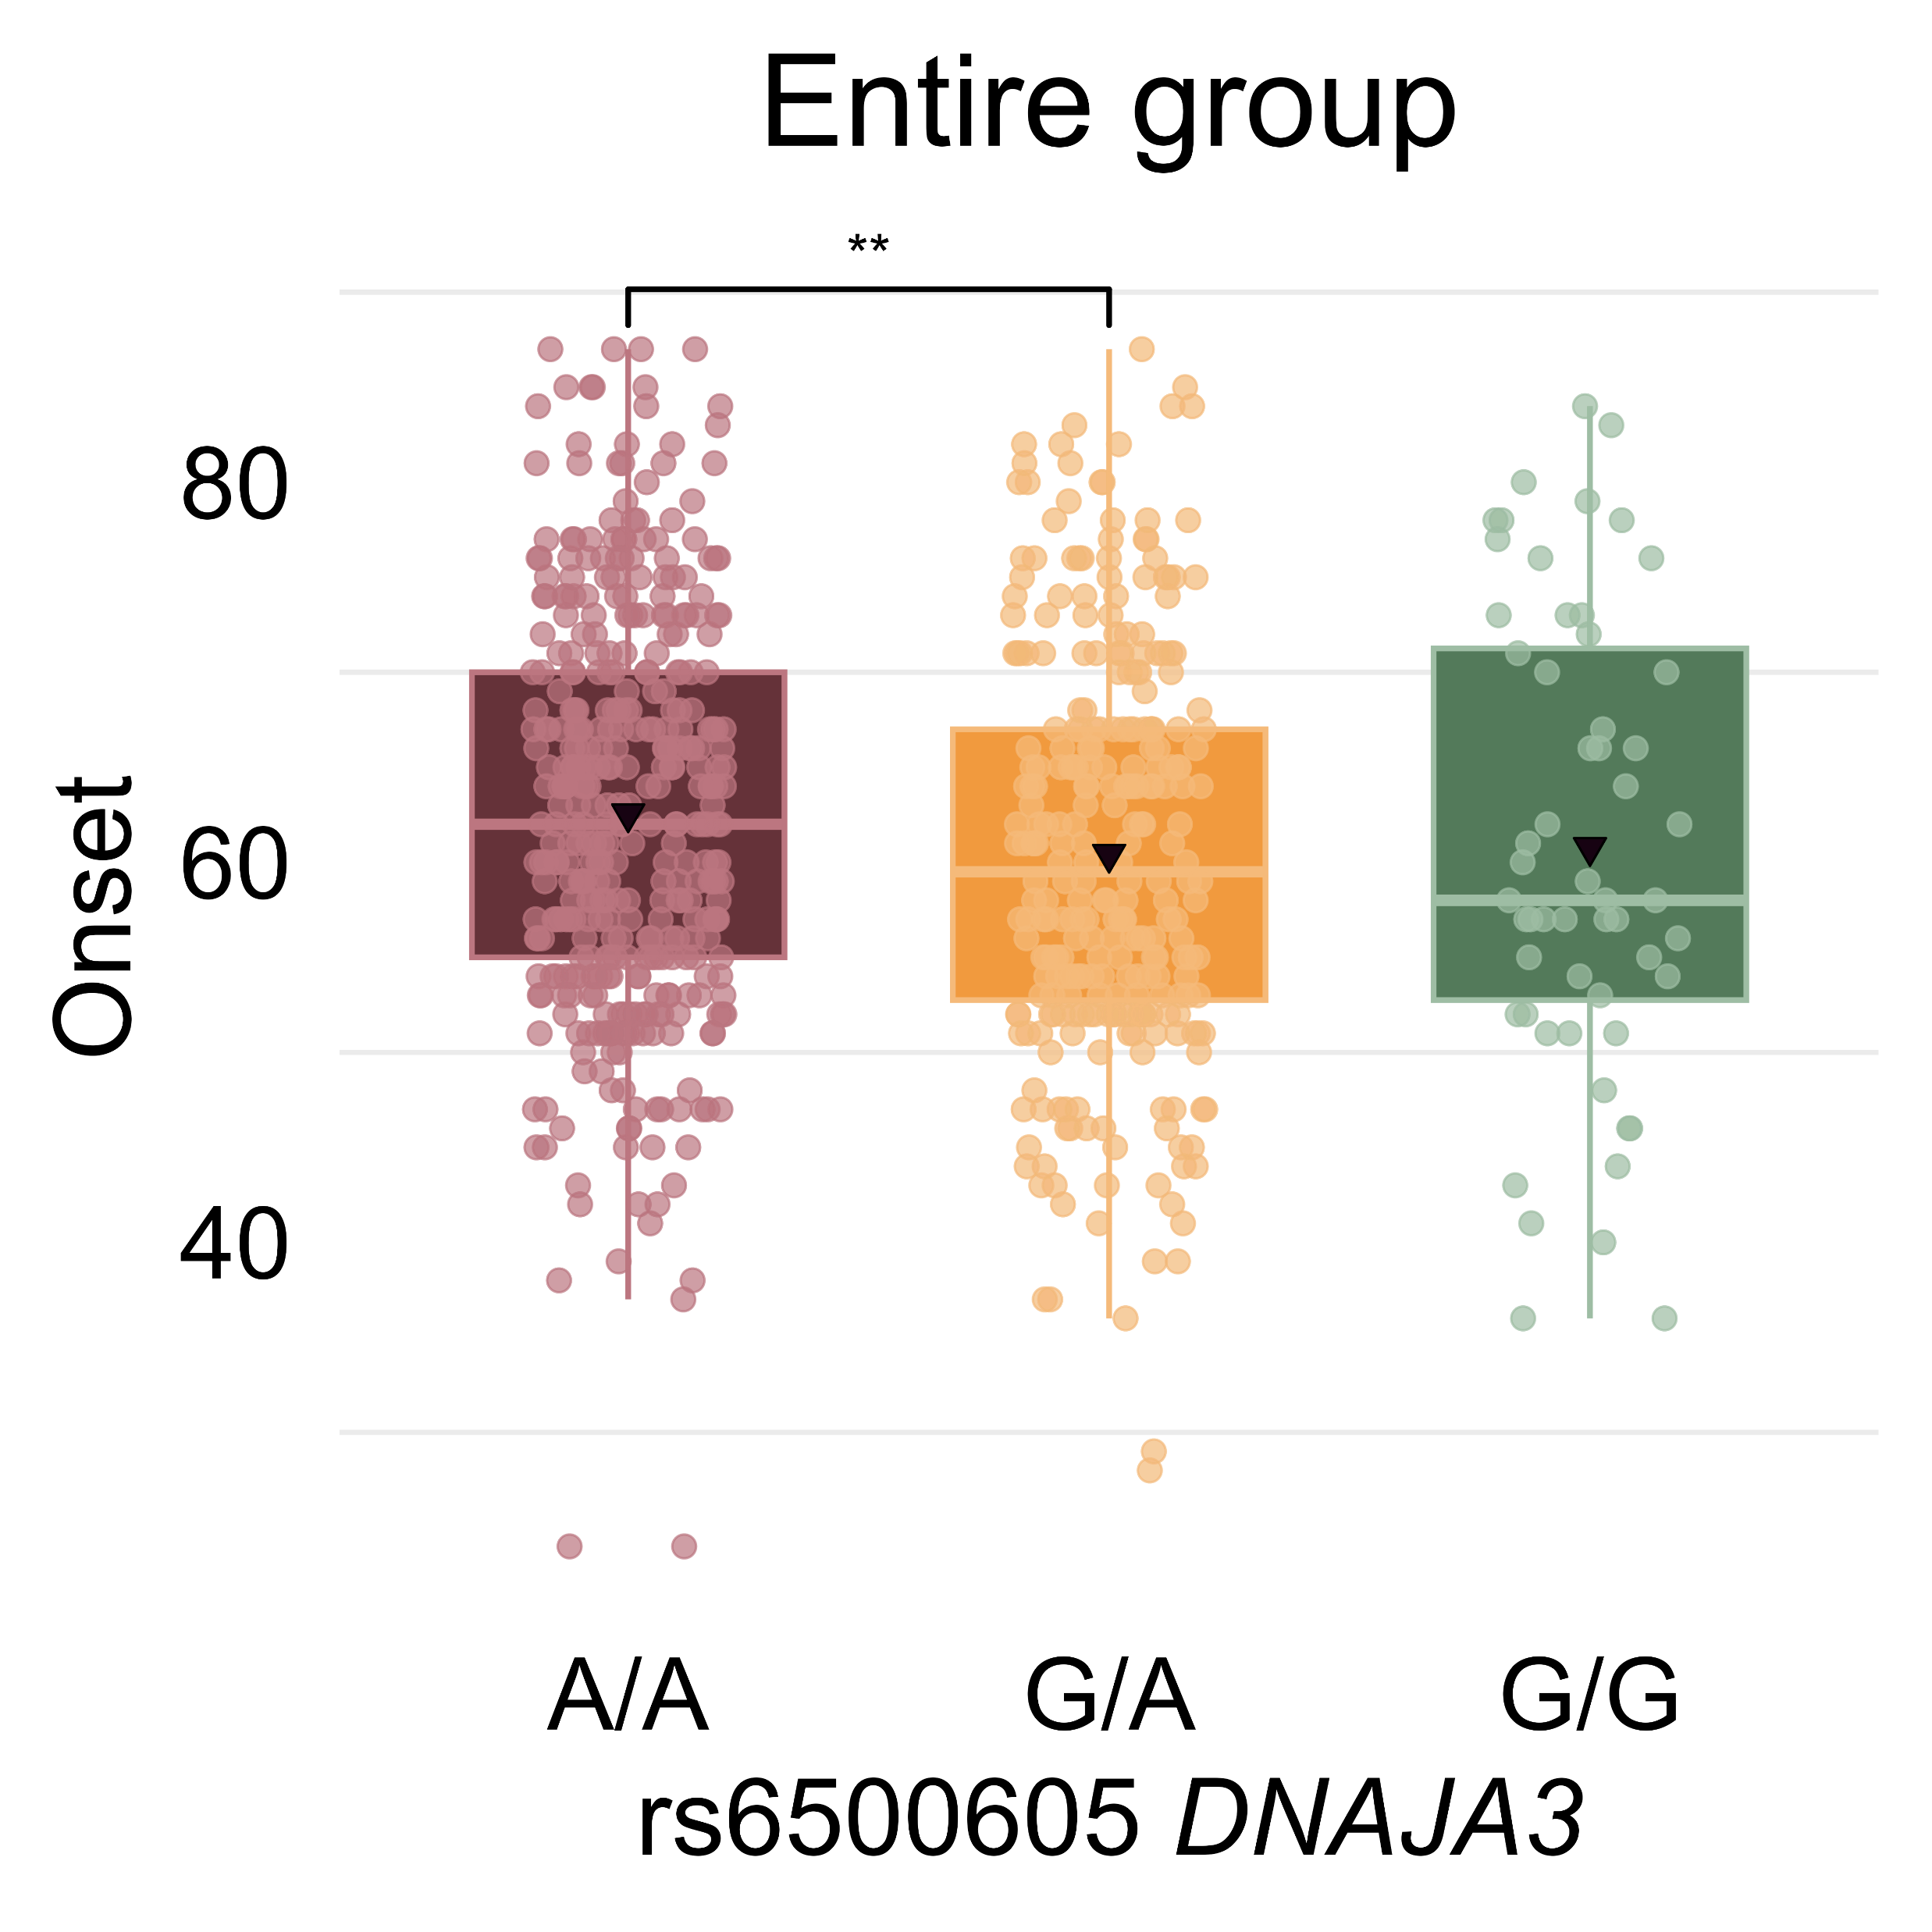 Entire group
**
80
60
40
Onset
A/A G/A G/G
rs6500605 DNAJA3